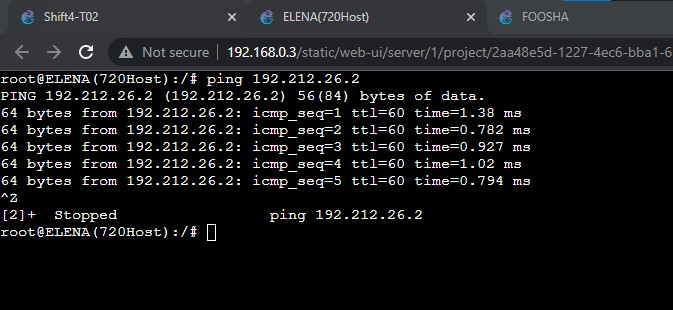 Shift4-T02
ELENA(720Host)
FOOSHA
Not secure
192.168.0.3/static/web-ui/server/1/project/2aa48e5d-1227-4ec6-bba1-6
root@ELENA(720Host):/# ping 192.212.26.2
PING 192.212.26.2 (192.212.26.2) 56(84) bytes of data.
64 bytes from 192.212.26.2: icmp_seq=1 ttl=60 time=1.38 ms
64 bytes from 192.212.26.2: icmp_seq=2 ttl=60 time=0.782 ms
64 bytes from 192.212.26.2: icmp_seq=3 ttl=60 time=0.927 ms
64 bytes from 192.212.26.2: icmp_seq=4 ttl=60 time=1.02 ms
64 bytes from 192.212.26.2: icmp_seq=5 ttl=60 time=0.794 ms
^Z
[2]+  Stopped                 ping 192.212.26.2
root@ELENA(720Host):/#